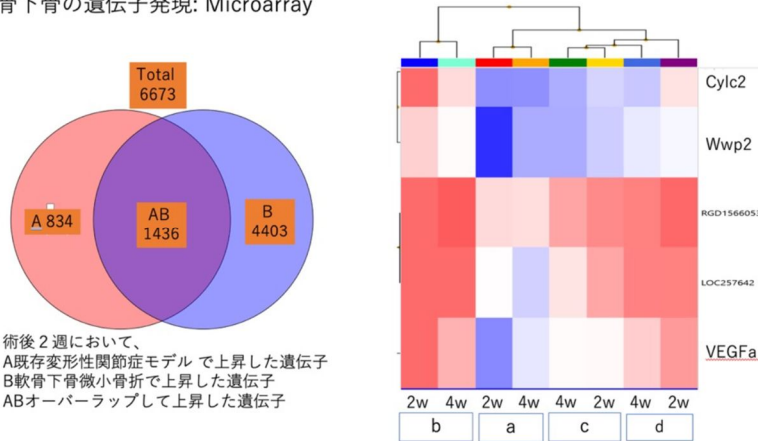 骨下骨の遺伝子発現: Microarray
Total
6673
A 834
AB
1436
B
4403
術後２週において、
A既存変形性関節症モデル で上昇した遺伝子
B軟骨下骨微小骨折で上昇した遺伝子
ABオーバーラップして上昇した遺伝子
Cylc2
Wwp2
RGD1566053
LOC257642
VEGFa
2w 4w 2w 4w 4w 2w 4w 2w
b a c d